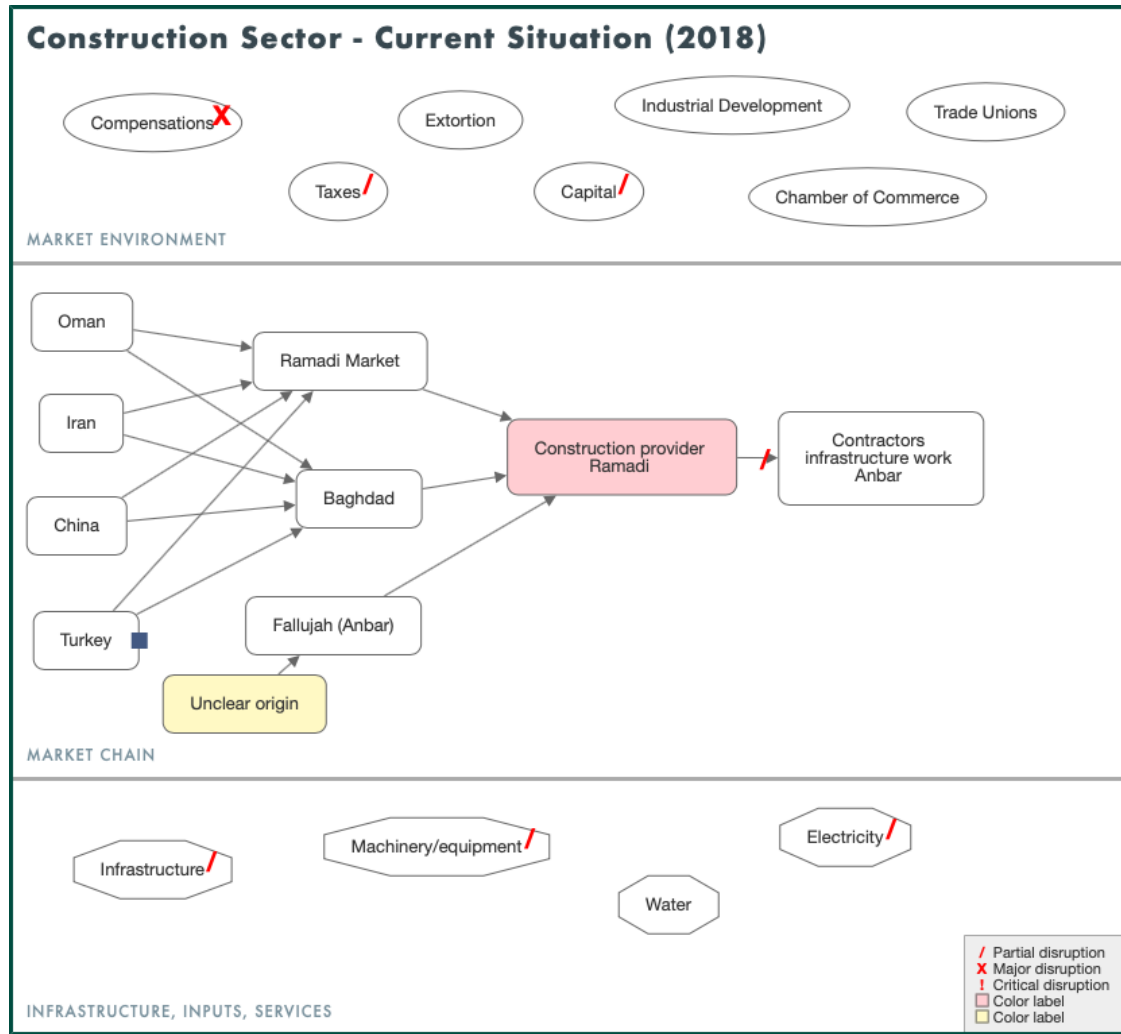 Construction Sector - Current Situation (2018)
Compensations
Extortion
Industrial Development
Trade Unions
Taxes
Capital
Chamber of Commerce
MARKET ENVIRONMENT
Oman
Ramadi Market
Iran
Construction provider
Ramadi
Contractors
infrastructure work
Anbar
Baghdad
China
Turkey
Fallujah (Anbar)
Unclear origin
MARKET CHAIN
Infrastructure
Machinery/equipment
Electricity
Water
/ Partial disruption
X Major disruption
! Critical disruption
Color label
Color label
INFRASTRUCTURE, INPUTS, SERVICES